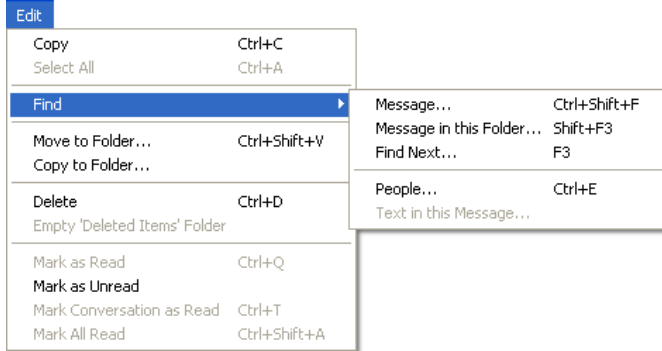 Edit
Copy Ctrl+C
Select All Ctrl+A
Find
Move to Folder... Ctrl+Shift+V
Copy to Folder...
Delete Ctrl+D
Empty 'Deleted Items' Folder
Mark as Read Ctrl+Q
Mark as Unread
Mark Conversation as Read Ctrl+T
Mark All Read Ctrl+Shift+A
Message... Ctrl+Shift+F
Message in this Folder... Shift+F3
Find Next... F3
People... Ctrl+E
Text in this Message...